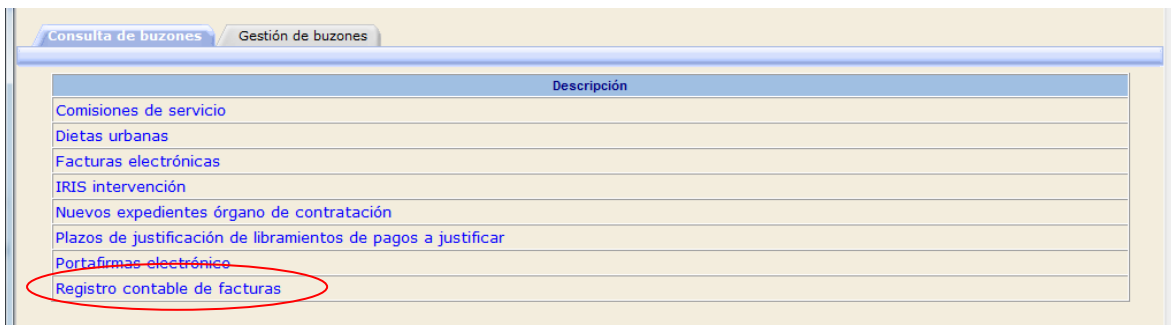 Consulta de buzones Gestión de buzones
Descripción
Comisiones de servicio
Dietas urbanas
Facturas electrónicas
IRIS intervención
Nuevos expedientes órgano de contratación
Plazos de justificación de libramientos de pagos a justificar
Portafirmas electrónico
Registro contable de facturas